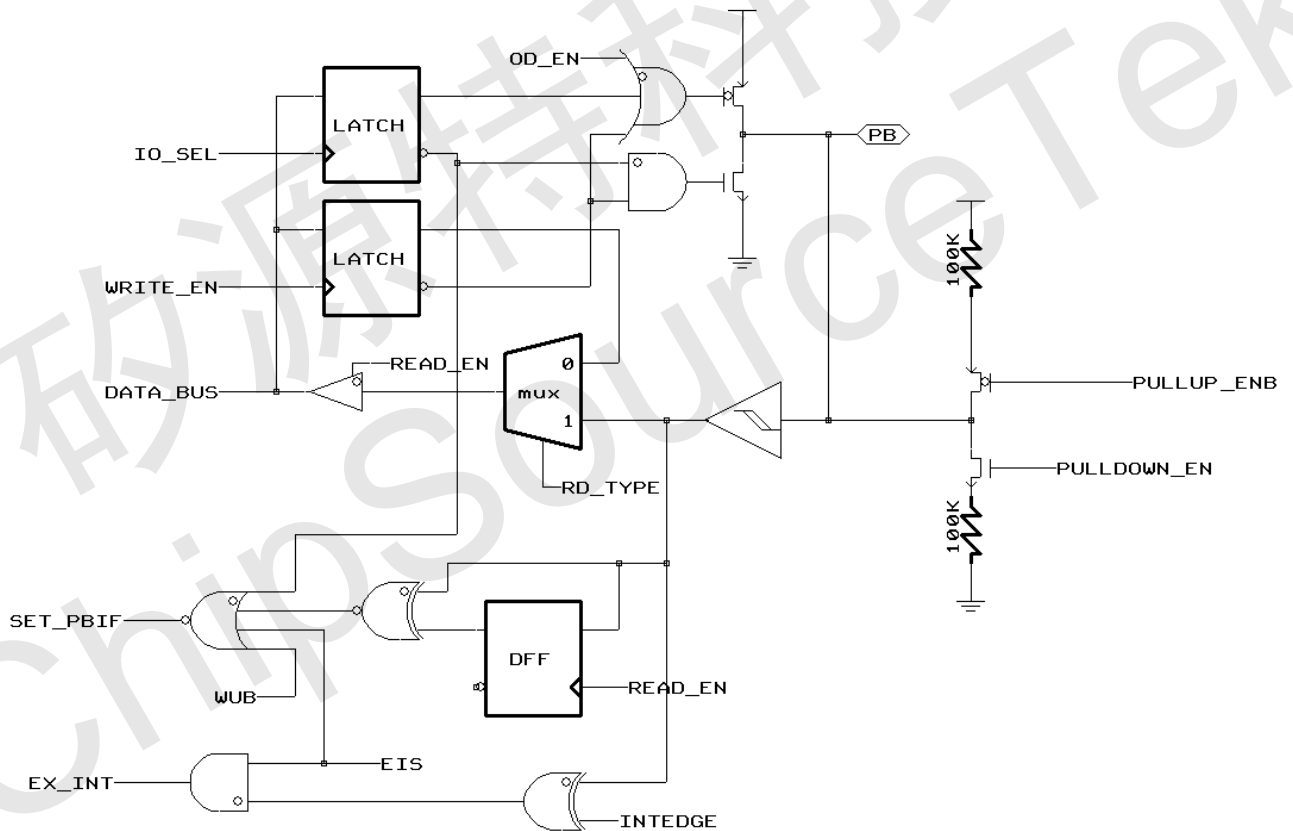 OD_EN
LATCH
PB
IO_SEL
LATCH
100K
WRITE_EN
READ_EN
0
DATA_BUS
mux
PULLUP_ENB
1
PULLDOWN_EN
RD_TYPE
100K
SET_PBIF
DFF
WUB
READ_EN
EIS
EX_INT
INTEDGE
矽源特科技
ChipSourceTek